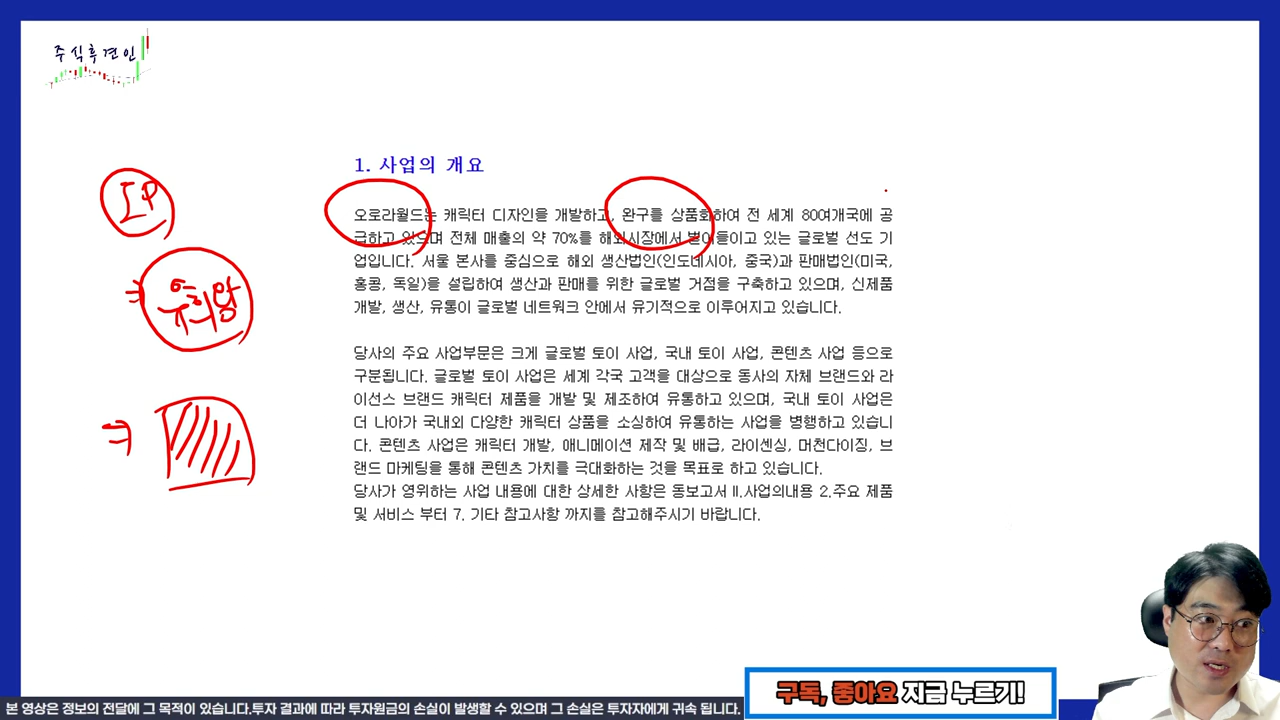 주식후견인
1. 사업의 개요
IP
오로라월드는 캐릭터 디자인을 개발하고, 완구를 상품화하여 전 세계 80여개국에 공
급하고 있으며 전체 매출의 약 70%를 해외시장에서 벌어들이고 있는 글로벌 선도 기
업입니다. 서울 본사를 중심으로 해외 생산법인(인도네시아, 중국)과 판매법인(미국,
홍콩, 독일)을 설립하여 생산과 판매를 위한 글로벌 거점을 구축하고 있으며, 신제품
개발, 생산, 유통이 글로벌 네트워크 안에서 유기적으로 이루어지고 있습니다.
당사의 주요 사업부문은 크게 글로벌 토이 사업, 국내 토이 사업, 콘텐츠 사업 등으로
구분됩니다. 글로벌 토이 사업은 세계 각국 고객을 대상으로 동사의 자체 브랜드와 라
이선스 브랜드 캐릭터 제품을 개발 및 제조하여 유통하고 있으며, 국내 토이 사업은
더 나아가 국내외 다양한 캐릭터 상품을 소싱하여 유통하는 사업을 병행하고 있습니
다. 콘텐츠 사업은 캐릭터 개발, 애니메이션 제작 및 배급, 라이센싱, 머천다이징, 브
랜드 마케팅을 통해 콘텐츠 가치를 극대화하는 것을 목표로 하고 있습니다.
당사가 영위하는 사업 내용에 대한 상세한 사항은 동보고서 II.사업의내용 2.주요 제품
및 서비스 부터 7. 기타 참고사항 까지를 참고해주시기 바랍니다.
구독, 좋아요 지금 누르기!
본 영상은 정보의 전달에 그 목적이 있습니다.투자 결과에 따라 투자원금의 손실이 발생할 수 있으며 그 손실은 투자자에게 귀속 됩니다.